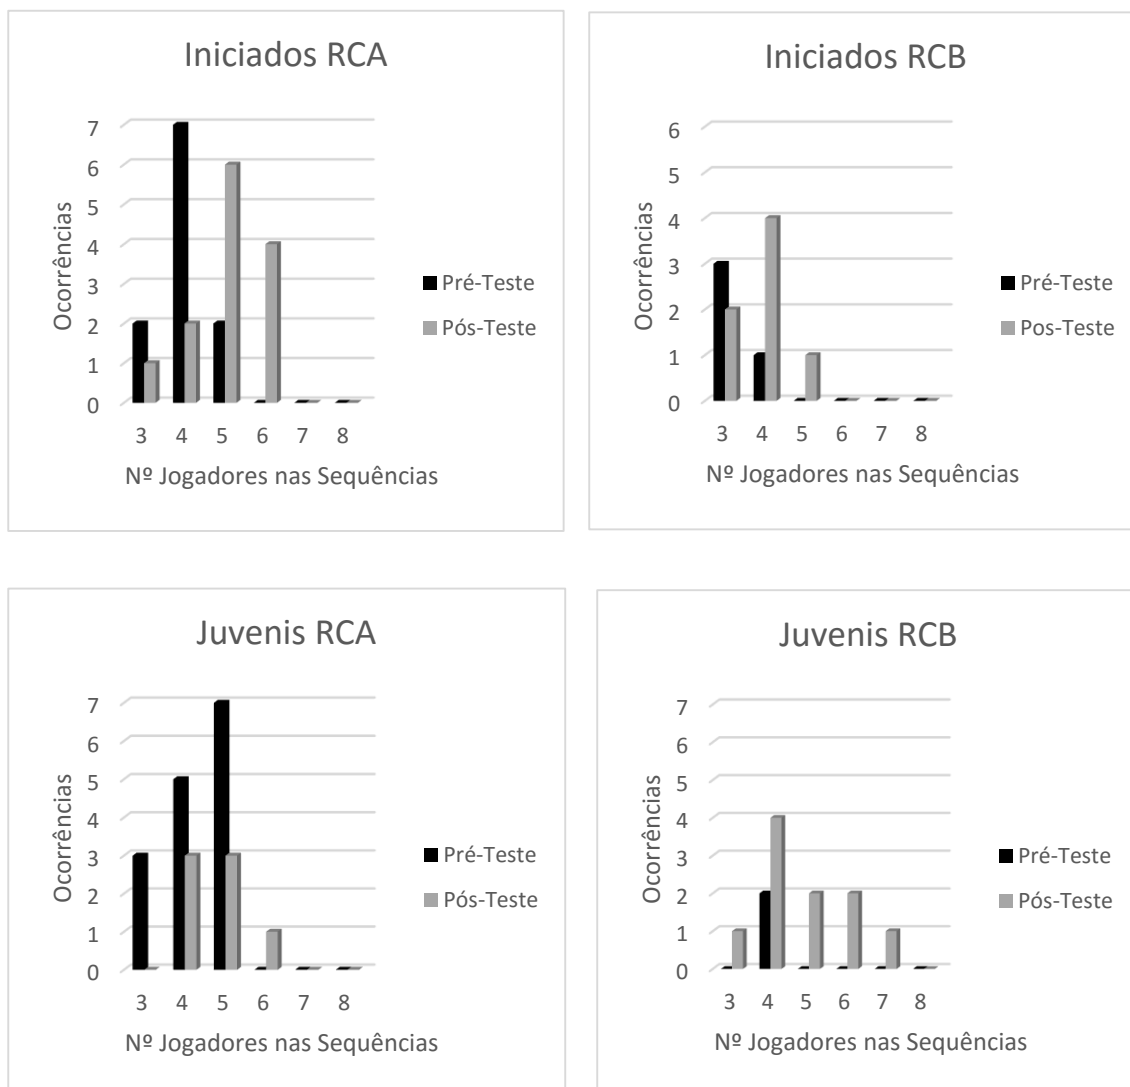 Iniciados RCA
7
6
5
4
3
2
1
0
Ocorrências
3 4 5 6 7 8
Nº Jogadores nas Sequências
Pré-Teste
Pós-Teste
Iniciados RCB
6
5
4
3
2
1
0
Ocorrências
3 4 5 6 7 8
Nº Jogadores nas Sequências
Pré-Teste
Pos-Teste
Juvenis RCA
7
6
5
4
3
2
1
0
Ocorrências
3 4 5 6 7 8
Nº Jogadores nas Sequências
Pré-Teste
Pós-Teste
Juvenis RCB
7
6
5
4
3
2
1
0
Ocorrências
3 4 5 6 7 8
Nº Jogadores nas Sequências
Pré-Teste
Pós-Teste